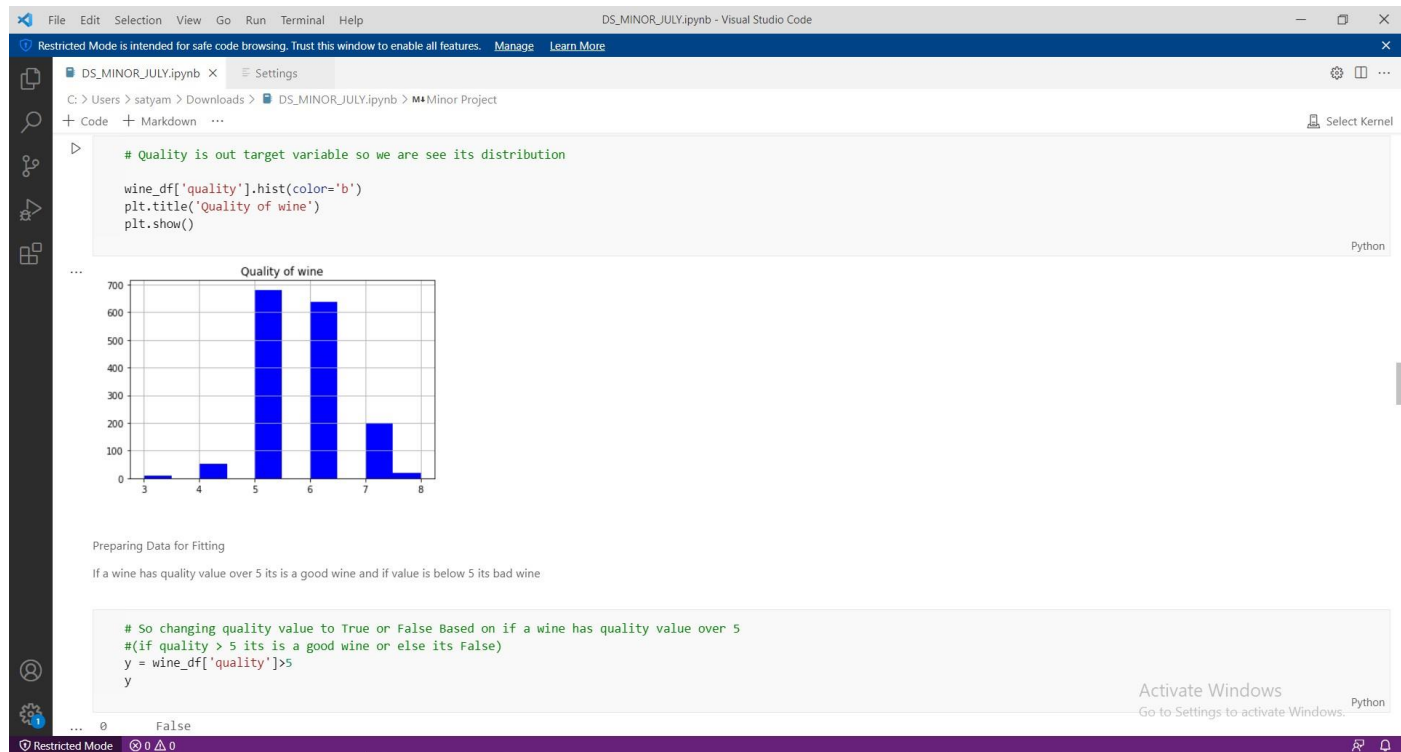 File Edit Selection View Go Run Terminal Help
DS_MINOR_JULY.ipynb - Visual Studio Code
Restricted Mode is intended for safe code browsing. Trust this window to enable all features. Manage Learn More
DS_MINOR_JULY.ipynb Settings
C: > Users > satyam > Downloads > DS_MINOR_JULY.ipynb > M↓Minor Project
+ Code + Markdown ...
Select Kernel
# Quality is out target variable so we are see its distribution
wine_df['quality'].hist(color='b')
plt.title('Quality of wine')
plt.show()
Python
...
Quality of wine
700
600
500
400
300
200
100
0
3 4 5 6 7 8
Preparing Data for Fitting
If a wine has quality value over 5 its is a good wine and if value is below 5 its bad wine
# So changing quality value to True or False Based on if a wine has quality value over 5
#(if quality > 5 its is a good wine or else its False)
y = wine_df['quality']>5
y
Python
Activate Windows
Go to Settings to activate Windows.
... 0 False
1
Restricted Mode 0 0